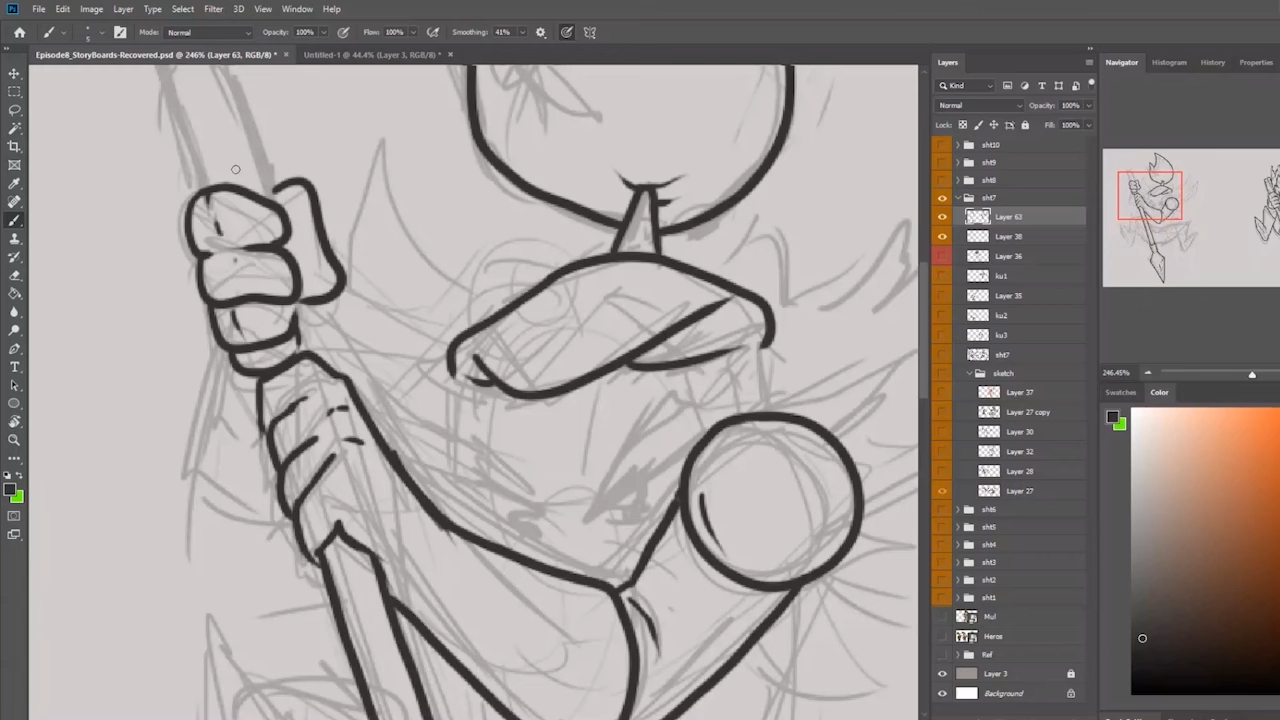 File Edit Image Layer Type Select Filter 3D View Window Help
Mode: Normal Opacity: 100% Flow: 100% Smoothing: 41%
5
Episode8_StoryBoards-Recovered.psd @ 246% (Layer 63, RGB/8) * × Untitled-1 @ 44.4% (Layer 3, RGB/8) * ×
Layers
Kind
Normal Opacity: 100%
Lock: Fill: 100%
sht10
sht9
sht8
sht7
Layer 63
Layer 38
Layer 36
ku1
Layer 35
ku2
ku3
sht7
sketch
Layer 37
Layer 27 copy
Layer 30
Layer 32
Layer 28
Layer 27
sht6
sht5
sht4
sht3
sht2
sht1
Mul
Heros
Ref
Layer 3
Background
Navigator Histogram History Properties
246.45%
Swatches Color